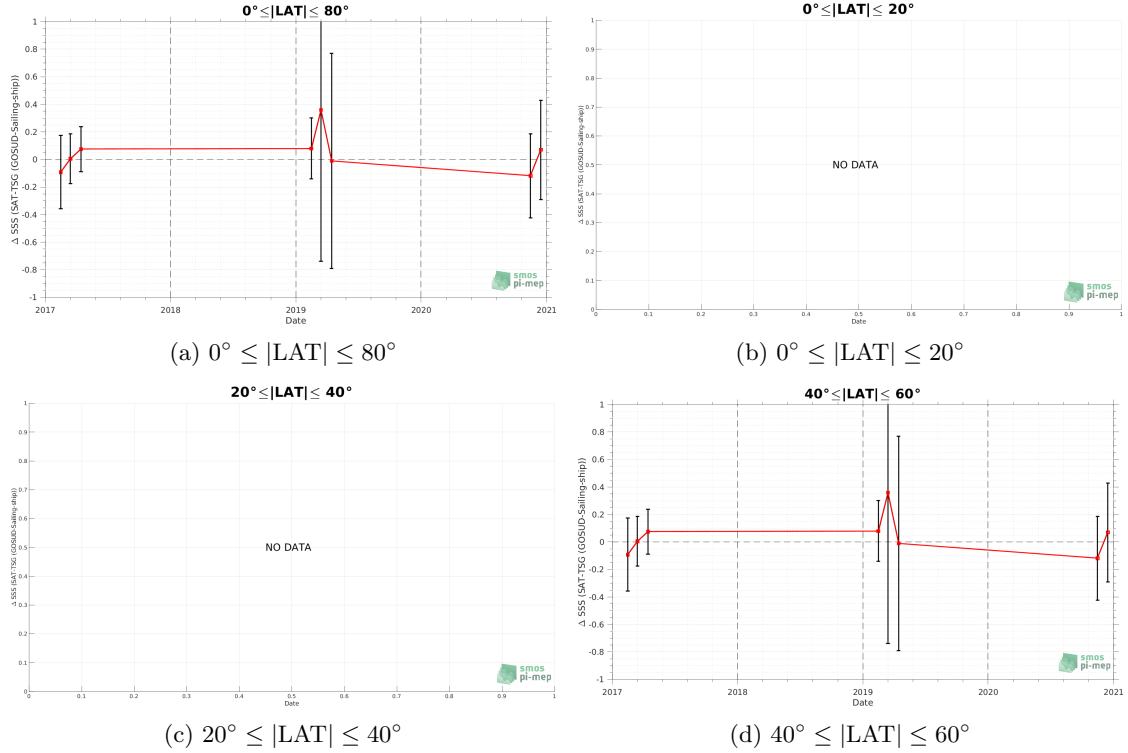 0°≤|LAT|≤ 80°
Δ SSS (SAT-TSG (GOSUD-Sailing-ship))
1
0.8
0.6
0.4
0.2
0
-0.2
-0.4
-0.6
-0.8
-1
2017 2018 2019 2020 2021
Date
smos
pi-mep
(a) 0° ≤ |LAT| ≤ 80°
0°≤|LAT|≤ 20°
Δ SSS (SAT-TSG (GOSUD-Sailing-ship))
1
0.9
0.8
0.7
0.6
0.5
0.4
0.3
0.2
0.1
0
NO DATA
0 0.1 0.2 0.3 0.4 0.5 0.6 0.7 0.8 0.9 1
Date
smos
pi-mep
(b) 0° ≤ |LAT| ≤ 20°
20°≤|LAT|≤ 40°
Δ SSS (SAT-TSG (GOSUD-Sailing-ship))
1
0.9
0.8
0.7
0.6
0.5
0.4
0.3
0.2
0.1
0
NO DATA
0 0.1 0.2 0.3 0.4 0.5 0.6 0.7 0.8 0.9 1
Date
smos
pi-mep
(c) 20° ≤ |LAT| ≤ 40°
40°≤|LAT|≤ 60°
Δ SSS (SAT-TSG (GOSUD-Sailing-ship))
1
0.8
0.6
0.4
0.2
0
-0.2
-0.4
-0.6
-0.8
-1
2017 2018 2019 2020 2021
Date
smos
pi-mep
(d) 40° ≤ |LAT| ≤ 60°